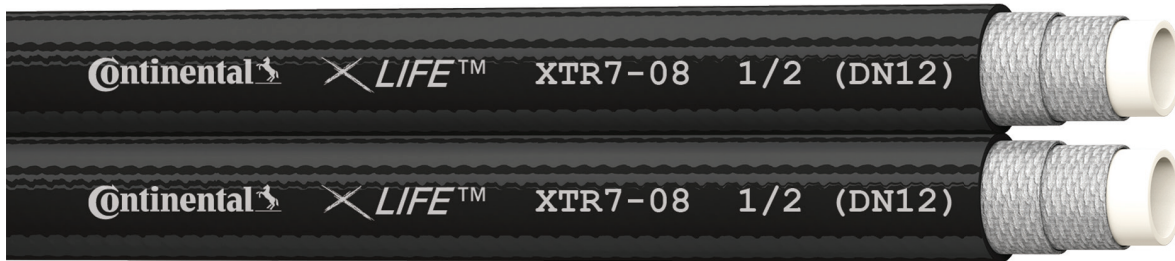 Continental XLIFE™ XTR7-08 1/2 (DN12)
Continental XLIFE™ XTR7-08 1/2 (DN12)